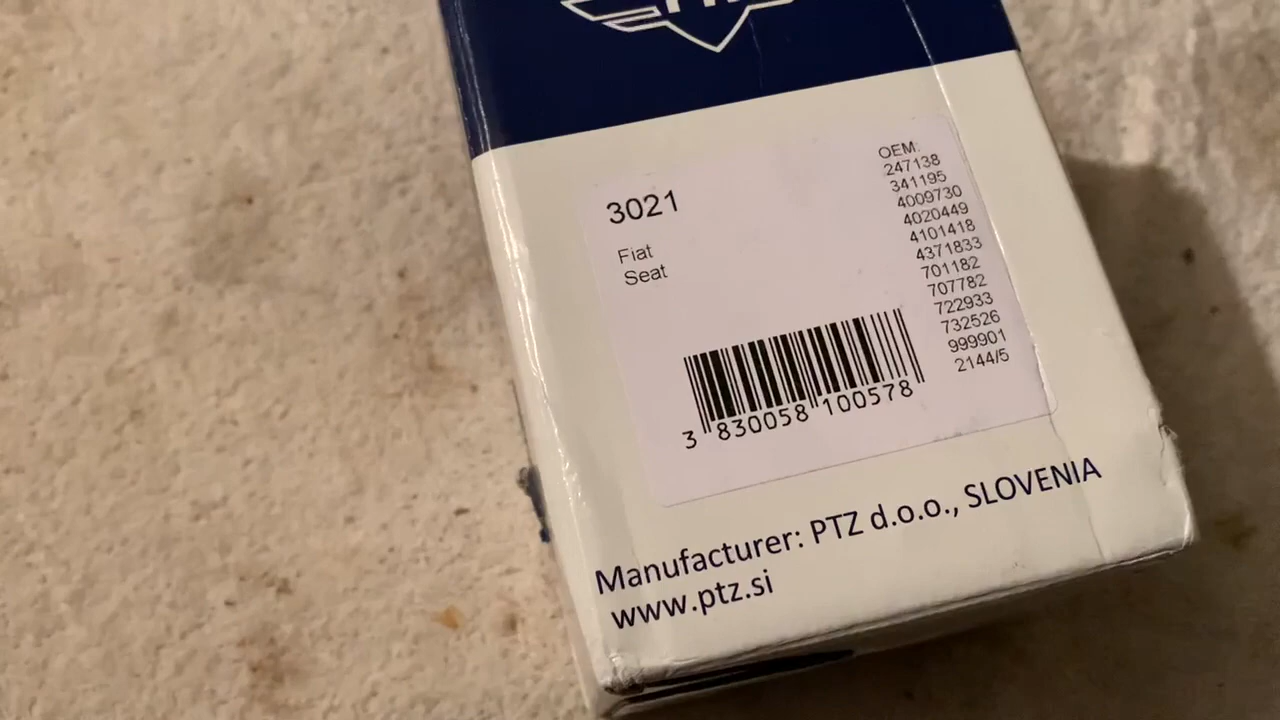 3021
Fiat
Seat
OEM:
247138
341195
4009730
4020449
4101418
4371833
701182
707782
722933
732526
999901
2144/5
3 830058 100578
Manufacturer: PTZ d.o.o., SLOVENIA
www.ptz.si